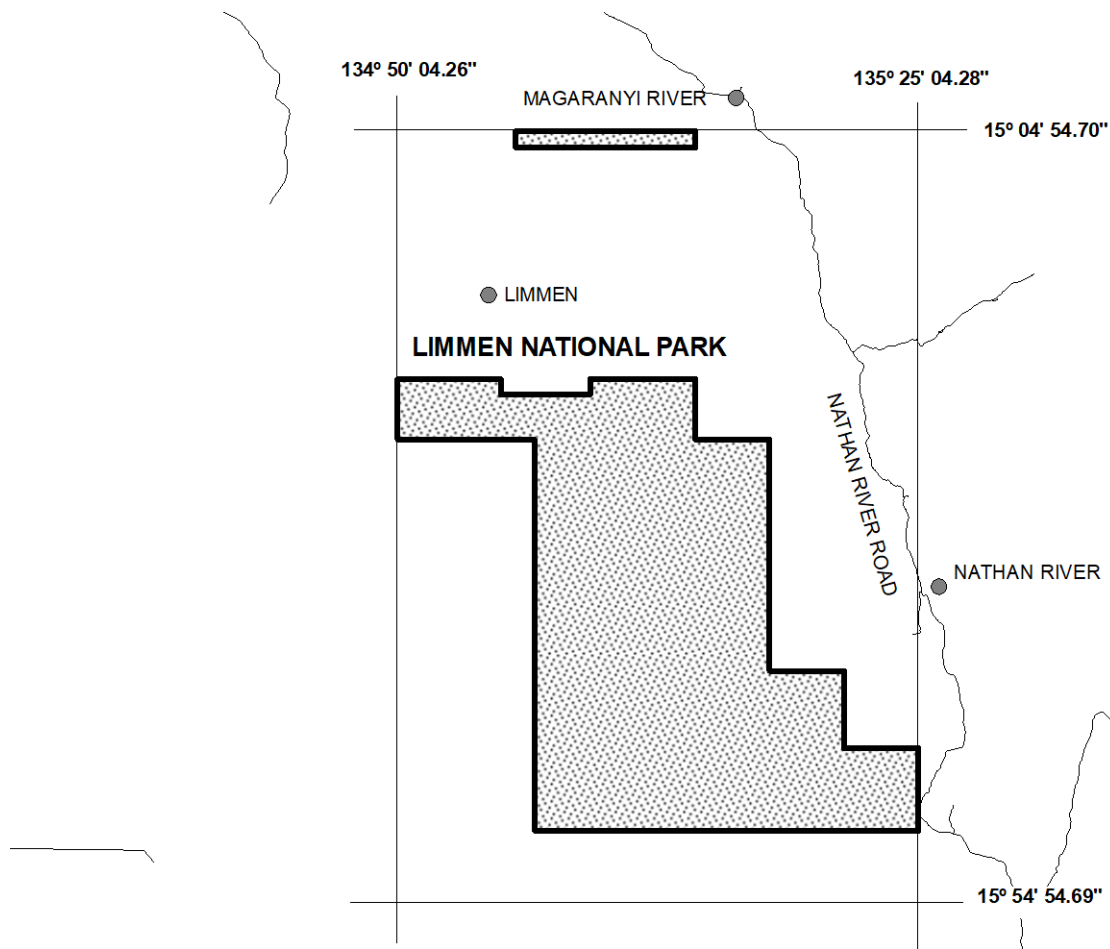 134º 50' 04.26"
135º 25' 04.28"
MAGARANYI RIVER
15º 04' 54.70"
LIMMEN
LIMMEN NATIONAL PARK
NATHAN RIVER ROAD
NATHAN RIVER
15º 54' 54.69"